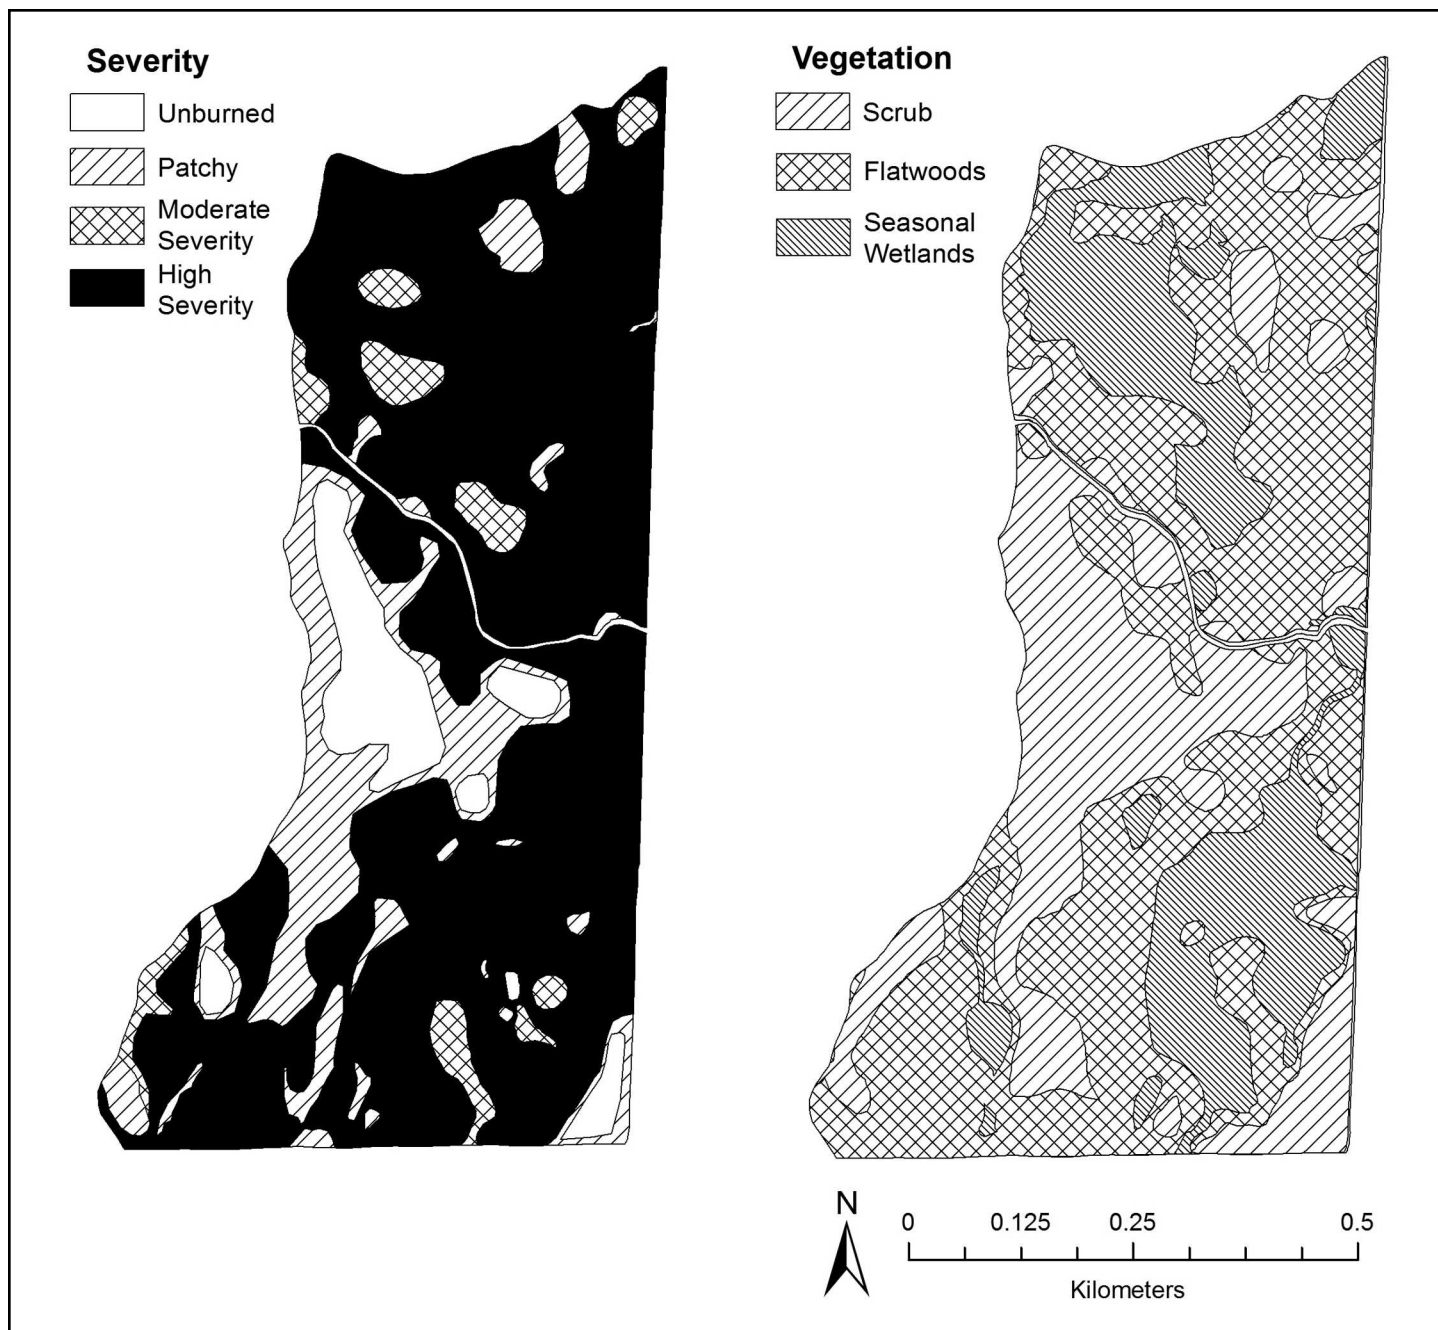 Severity
Unburned
Patchy
Moderate
Severity
High
Severity
Vegetation
Scrub
Flatwoods
Seasonal
Wetlands
N
0 0.125 0.25 0.5
Kilometers